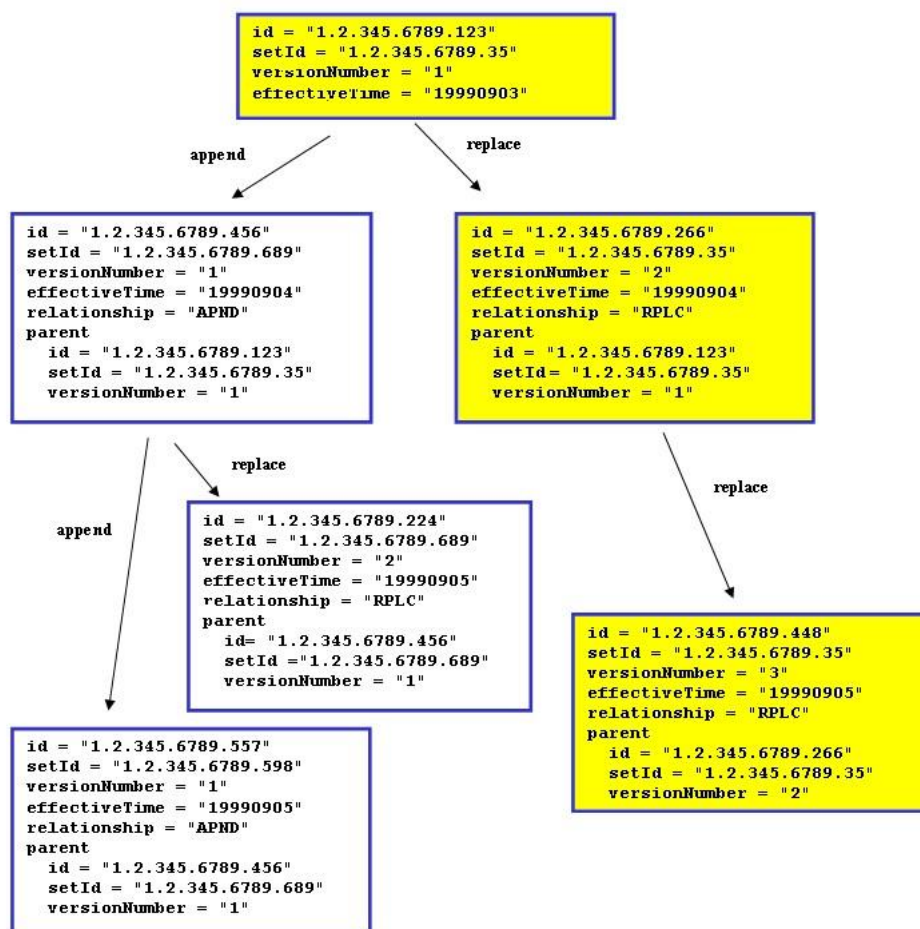 id = "1.2.345.6789.123"
setId = "1.2.345.6789.35"
versionNumber = "1"
effectiveTime = "19990903"
append
replace
id = "1.2.345.6789.456"
setId = "1.2.345.6789.689"
versionNumber = "1"
effectiveTime = "19990904"
relationship = "APND"
parent
id = "1.2.345.6789.123"
setId = "1.2.345.6789.35"
versionNumber = "1"
id = "1.2.345.6789.266"
setId = "1.2.345.6789.35"
versionNumber = "2"
effectiveTime = "19990904"
relationship = "RPLC"
parent
id = "1.2.345.6789.123"
setId= "1.2.345.6789.35"
versionNumber = "1"
append
replace
replace
id = "1.2.345.6789.224"
setId = "1.2.345.6789.689"
versionNumber = "2"
effectiveTime = "19990905"
relationship = "RPLC"
parent
id= "1.2.345.6789.456"
setId ="1.2.345.6789.689"
versionNumber = "1"
id = "1.2.345.6789.448"
setId = "1.2.345.6789.35"
versionNumber = "3"
effectiveTime = "19990905"
relationship = "RPLC"
parent
id = "1.2.345.6789.266"
setId = "1.2.345.6789.35"
versionNumber = "2"
id = "1.2.345.6789.557"
setId = "1.2.345.6789.598"
versionNumber = "1"
effectiveTime = "19990905"
relationship = "APND"
parent
id = "1.2.345.6789.456"
setId = "1.2.345.6789.689"
versionNumber = "1"